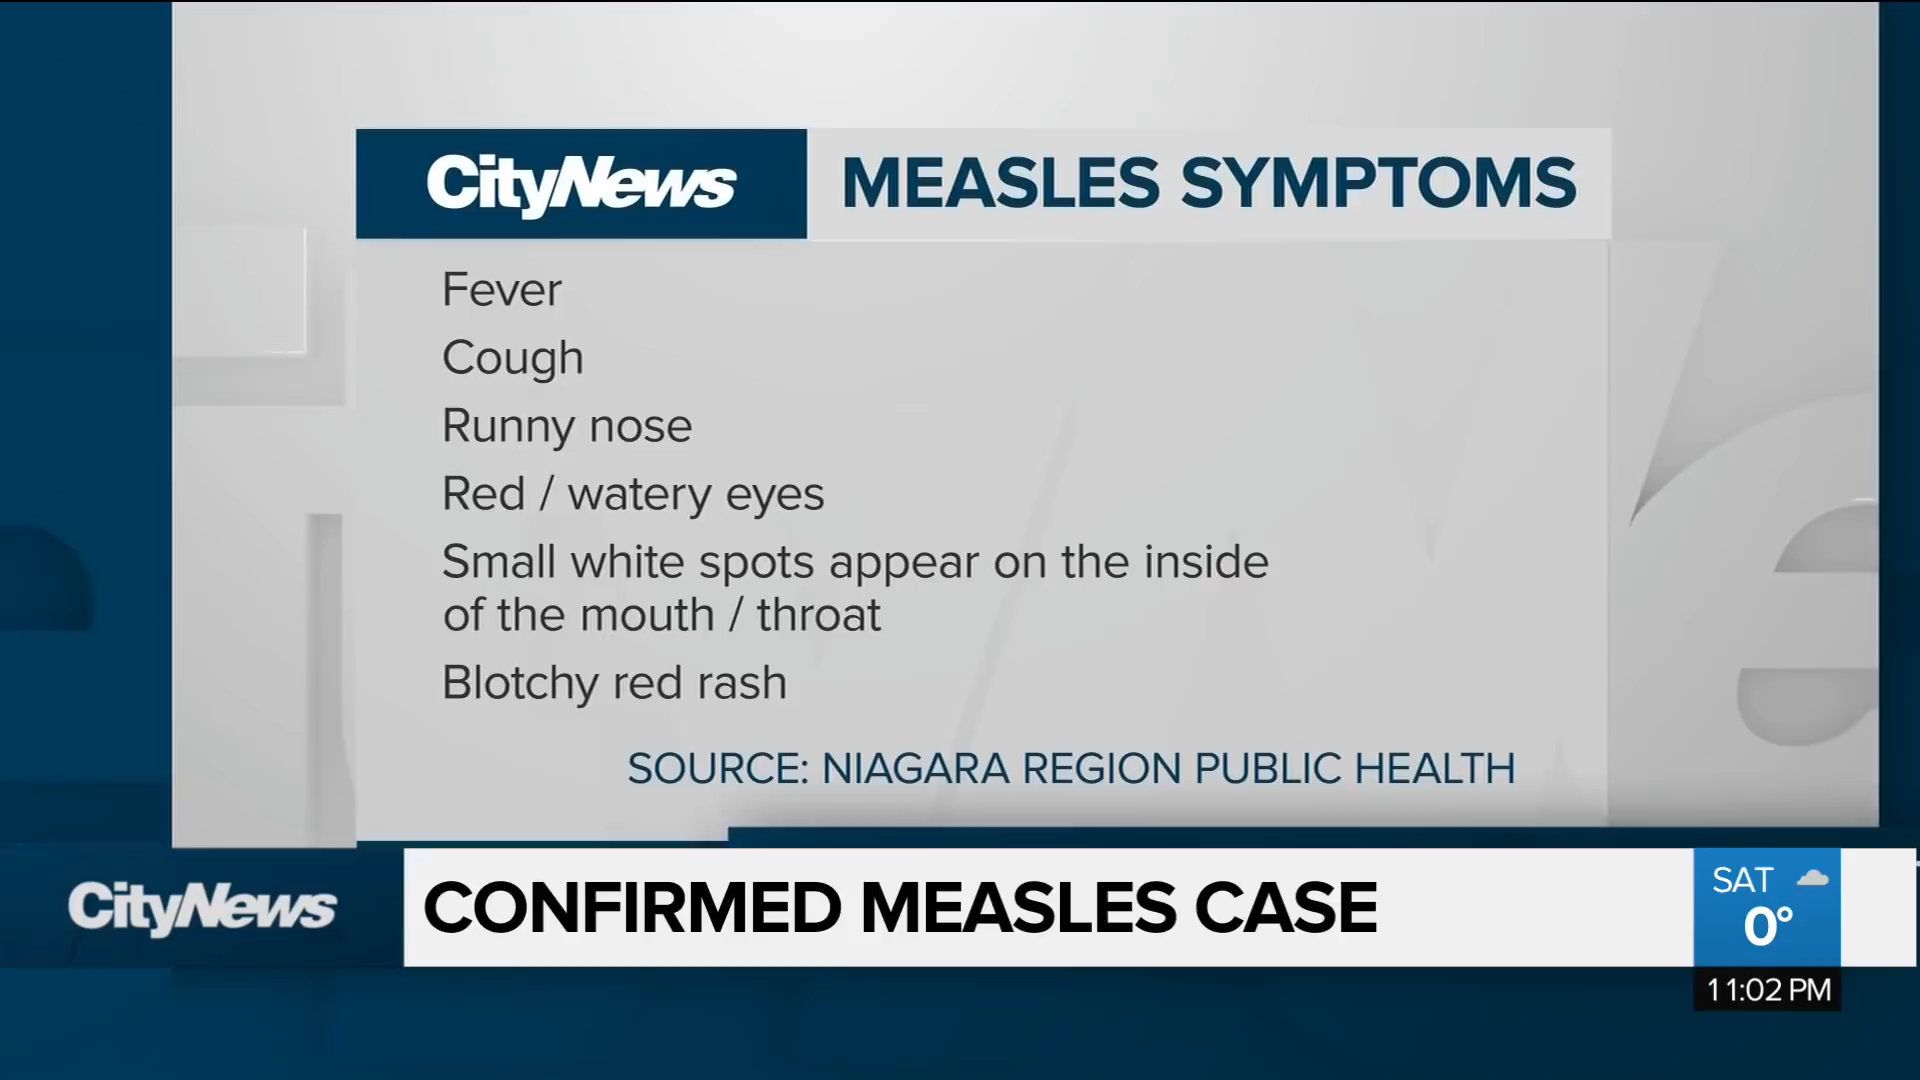 CityNews
MEASLES SYMPTOMS
Fever
Cough
Runny nose
Red / watery eyes
Small white spots appear on the inside
of the mouth / throat
Blotchy red rash
SOURCE: NIAGARA REGION PUBLIC HEALTH
CityNews
CONFIRMED MEASLES CASE
SAT
0°
11:02 PM